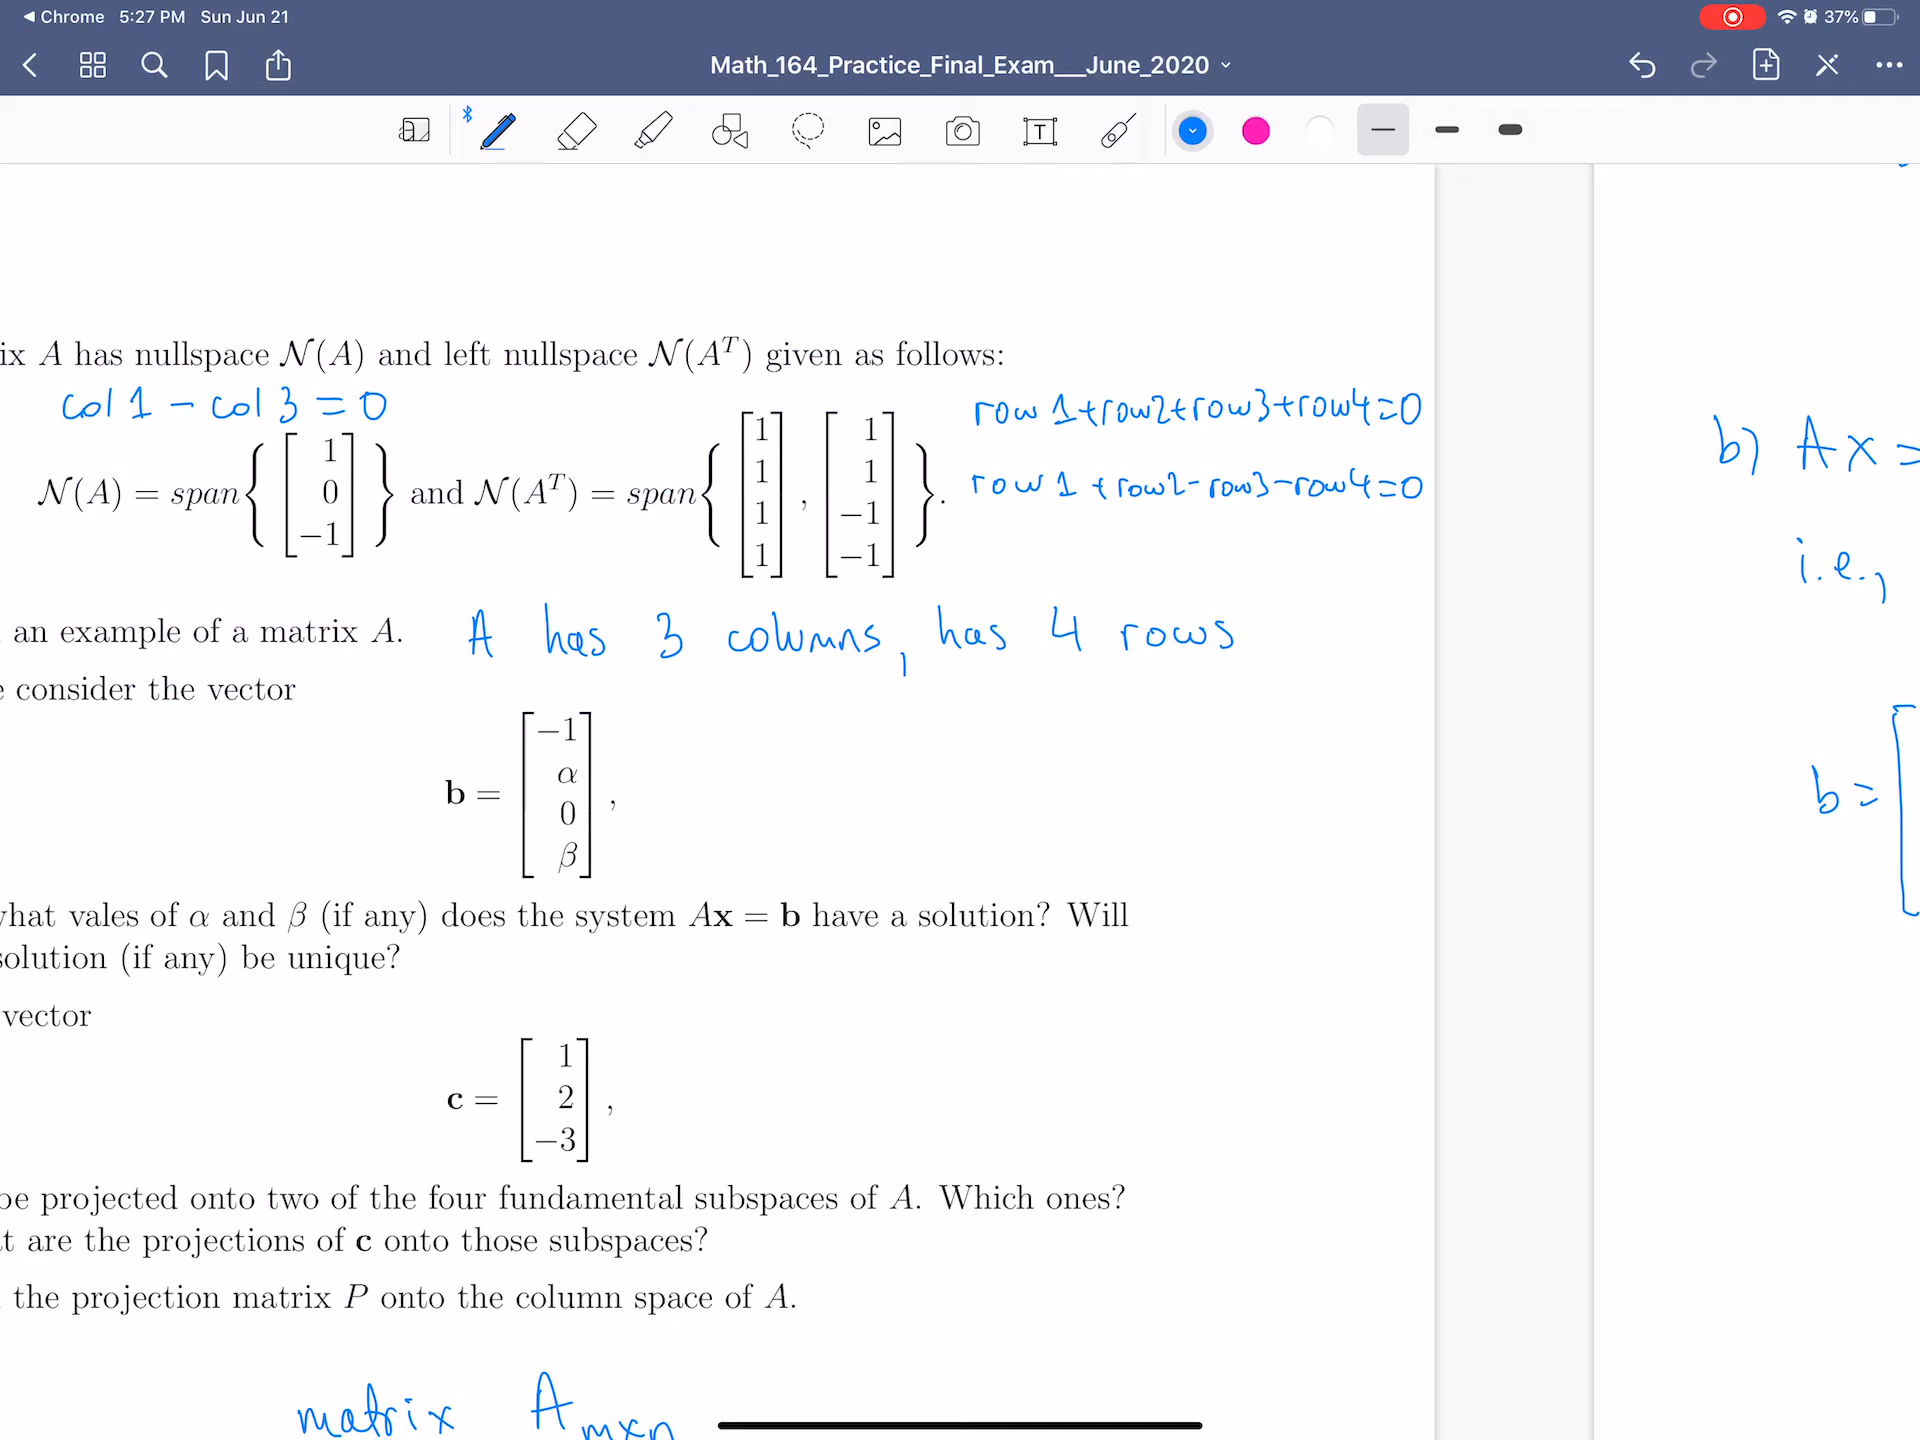 Chrome 5:27 PM Sun Jun 21 37%
Math_164_Practice_Final_Exam___June_2020
ix A has nullspace N(A) and left nullspace N(Aᵀ) given as follows:
col 1 − col 3 = 0
row 1+row2+row3+row4=0
N(A) = span{[1 0 −1]} and N(Aᵀ) = span{[1 1 1 1], [1 1 −1 −1]}.
row 1 + row2 − row3 − row4 = 0
an example of a matrix A.
A has 3 columns, has 4 rows
e consider the vector
b = [−1 α 0 β],
what vales of α and β (if any) does the system Ax = b have a solution? Will
solution (if any) be unique?
vector
c = [1 2 −3],
be projected onto two of the four fundamental subspaces of A. Which ones?
t are the projections of c onto those subspaces?
the projection matrix P onto the column space of A.
matrix A mxn
b) Ax =
i.e.,
b = [